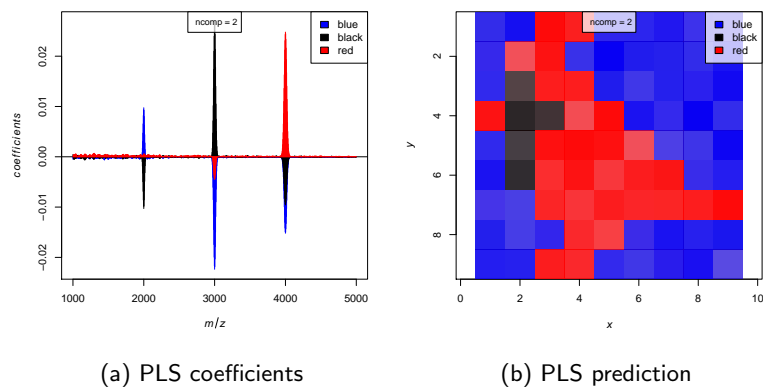 ncomp = 2
blue
black
red
0.02
0.01
0.00
−0.01
−0.02
coefficients
1000 2000 3000 4000 5000
m/z
(a) PLS coefficients
ncomp = 2
blue
black
red
2
4
6
8
y
0 2 4 6 8 10
x
(b) PLS prediction